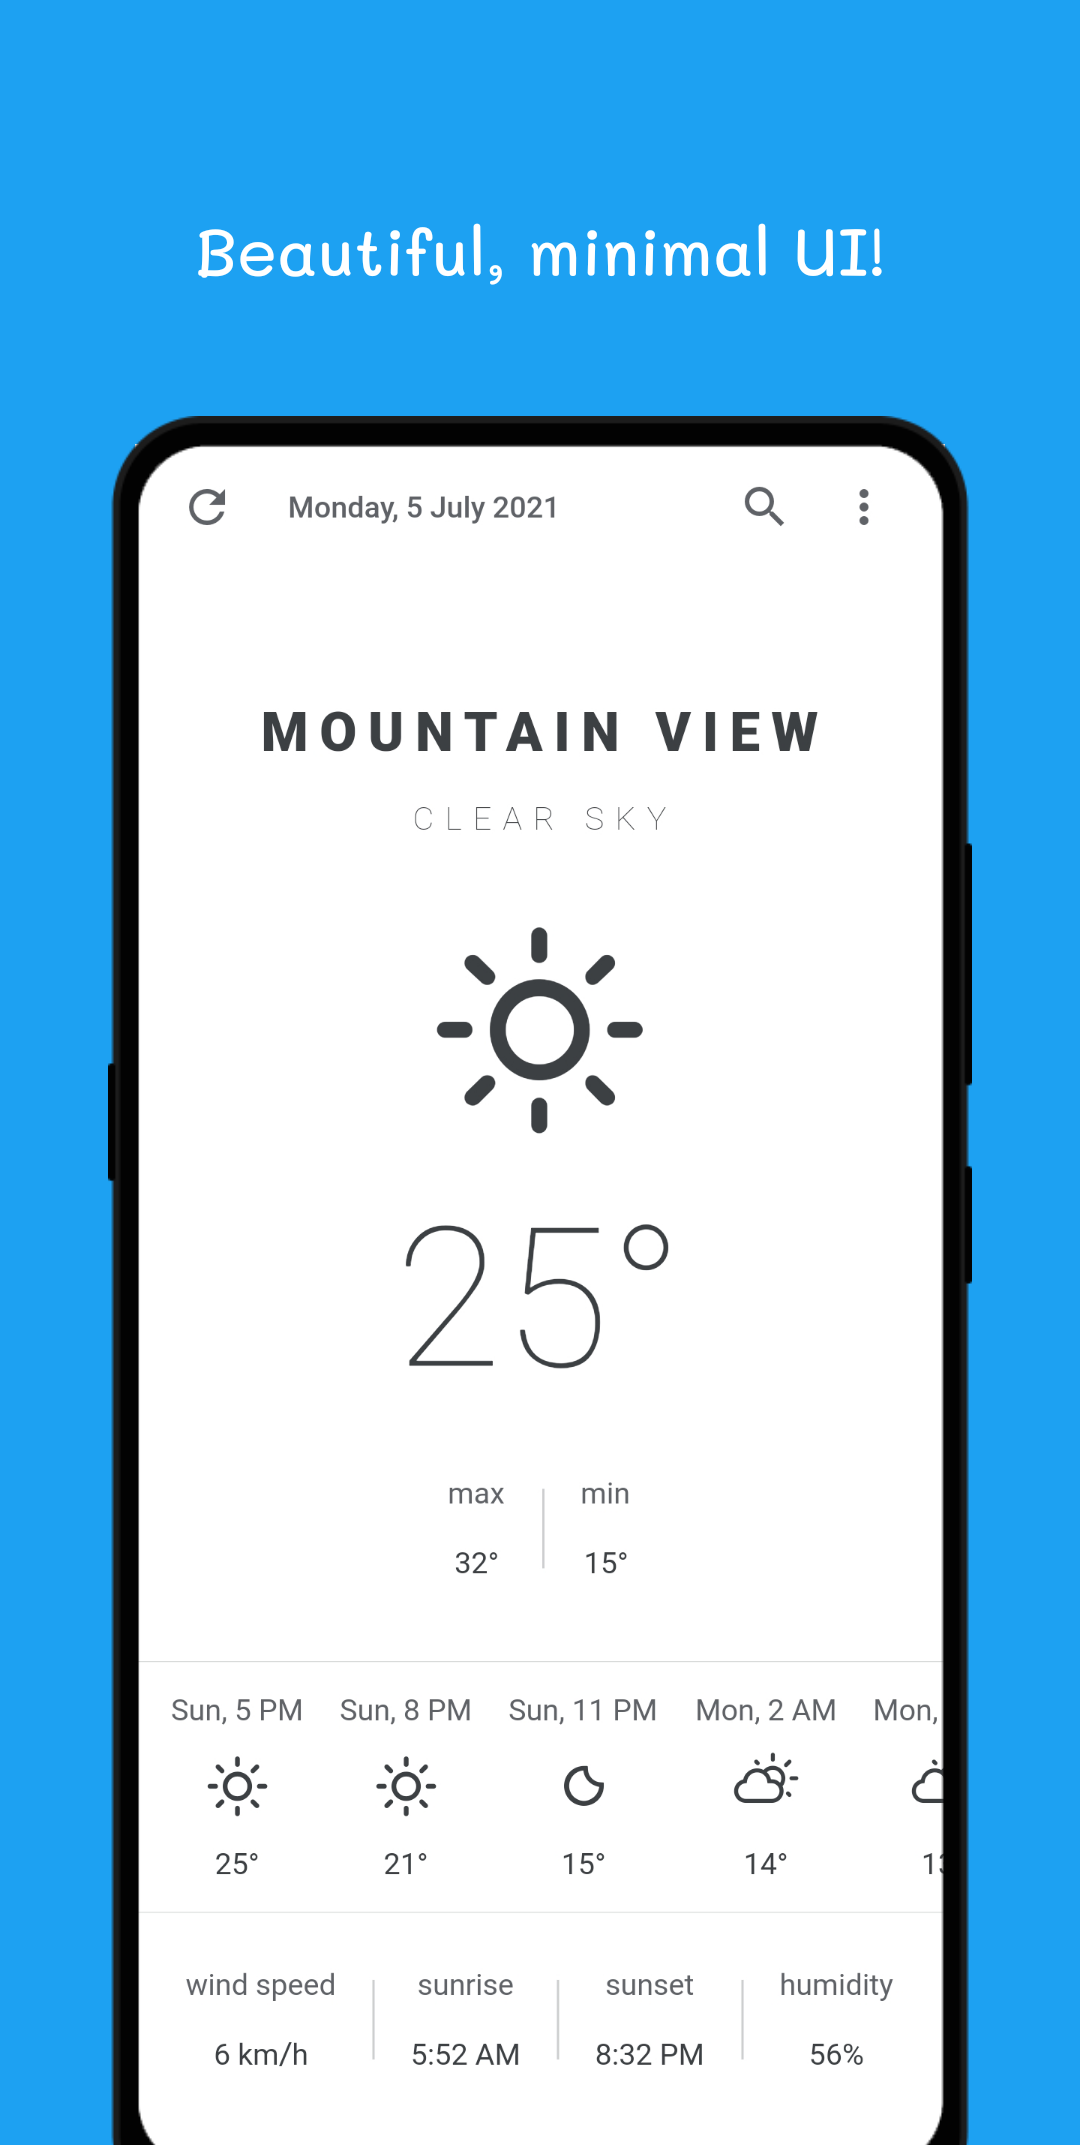 Beautiful, minimal UI!
Monday, 5 July 2021
MOUNTAIN VIEW
CLEAR SKY
25°
max min
32° 15°
Sun, 5 PM Sun, 8 PM Sun, 11 PM Mon, 2 AM Mon,
25° 21° 15° 14°
wind speed sunrise sunset humidity
6 km/h 5:52 AM 8:32 PM 56%